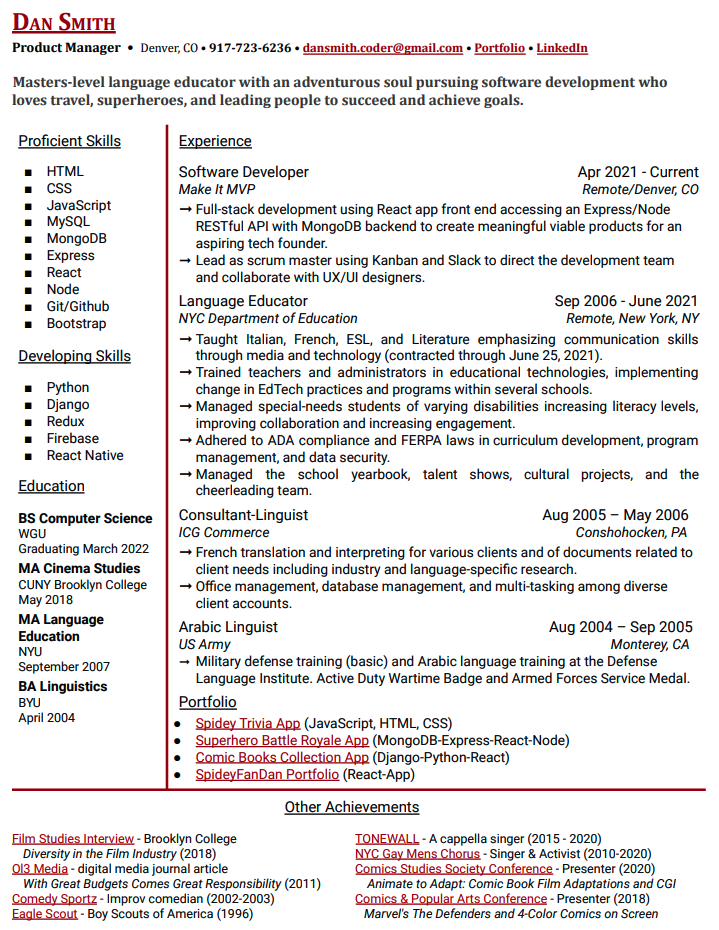 DAN SMITH
Product Manager • Denver, CO • 917-723-6236 • dansmith.coder@gmail.com • Portfolio • LinkedIn
Masters-level language educator with an adventurous soul pursuing software development who
loves travel, superheroes, and leading people to succeed and achieve goals.
Proficient Skills
■ HTML
■ CSS
■ JavaScript
■ MySQL
■ MongoDB
■ Express
■ React
■ Node
■ Git/Github
■ Bootstrap
Developing Skills
■ Python
■ Django
■ Redux
■ Firebase
■ React Native
Education
BS Computer Science
WGU
Graduating March 2022
MA Cinema Studies
CUNY Brooklyn College
May 2018
MA Language
Education
NYU
September 2007
BA Linguistics
BYU
April 2004
Experience
Software Developer Apr 2021 - Current
Make It MVP Remote/Denver, CO
→ Full-stack development using React app front end accessing an Express/Node
RESTful API with MongoDB backend to create meaningful viable products for an
aspiring tech founder.
→ Lead as scrum master using Kanban and Slack to direct the development team
and collaborate with UX/UI designers.
Language Educator Sep 2006 - June 2021
NYC Department of Education Remote, New York, NY
→ Taught Italian, French, ESL, and Literature emphasizing communication skills
through media and technology (contracted through June 25, 2021).
→ Trained teachers and administrators in educational technologies, implementing
change in EdTech practices and programs within several schools.
→ Managed special-needs students of varying disabilities increasing literacy levels,
improving collaboration and increasing engagement.
→ Adhered to ADA compliance and FERPA laws in curriculum development, program
management, and data security.
→ Managed the school yearbook, talent shows, cultural projects, and the
cheerleading team.
Consultant-Linguist Aug 2005 – May 2006
ICG Commerce Conshohocken, PA
→ French translation and interpreting for various clients and of documents related to
client needs including industry and language-specific research.
→ Office management, database management, and multi-tasking among diverse
client accounts.
Arabic Linguist Aug 2004 – Sep 2005
US Army Monterey, CA
→ Military defense training (basic) and Arabic language training at the Defense
Language Institute. Active Duty Wartime Badge and Armed Forces Service Medal.
Portfolio
● Spidey Trivia App (JavaScript, HTML, CSS)
● Superhero Battle Royale App (MongoDB-Express-React-Node)
● Comic Books Collection App (Django-Python-React)
● SpideyFanDan Portfolio (React-App)
Other Achievements
Film Studies Interview - Brooklyn College
Diversity in the Film Industry (2018)
Ol3 Media - digital media journal article
With Great Budgets Comes Great Responsibility (2011)
Comedy Sportz - Improv comedian (2002-2003)
Eagle Scout - Boy Scouts of America (1996)
TONEWALL - A cappella singer (2015 - 2020)
NYC Gay Mens Chorus - Singer & Activist (2010-2020)
Comics Studies Society Conference - Presenter (2020)
Animate to Adapt: Comic Book Film Adaptations and CGI
Comics & Popular Arts Conference - Presenter (2018)
Marvel's The Defenders and 4-Color Comics on Screen